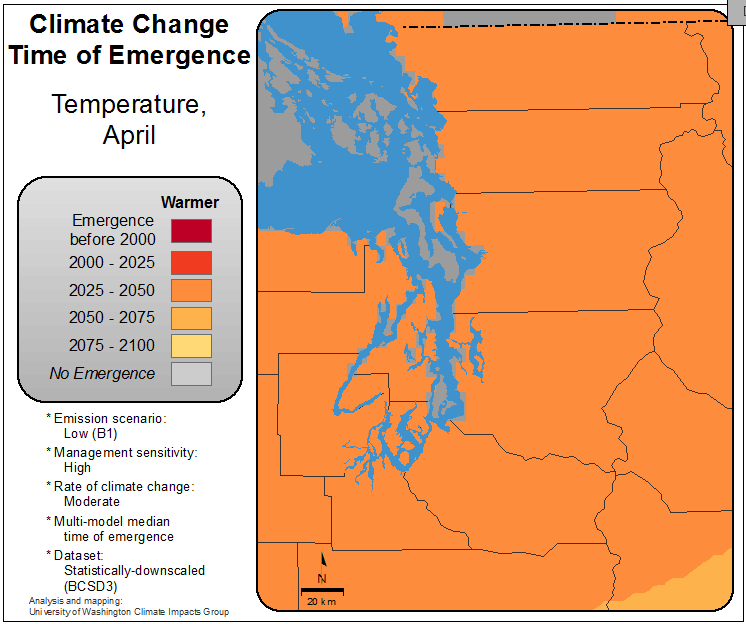 Climate Change
Time of Emergence
Temperature,
April
Warmer
Emergence
before 2000
2000 - 2025
2025 - 2050
2050 - 2075
2075 - 2100
No Emergence
* Emission scenario:
Low (B1)
* Management sensitivity:
High
* Rate of climate change:
Moderate
* Multi-model median
time of emergence
* Dataset:
Statistically-downscaled
(BCSD3)
Analysis and mapping:
University of Washington Climate Impacts Group
N
20 km